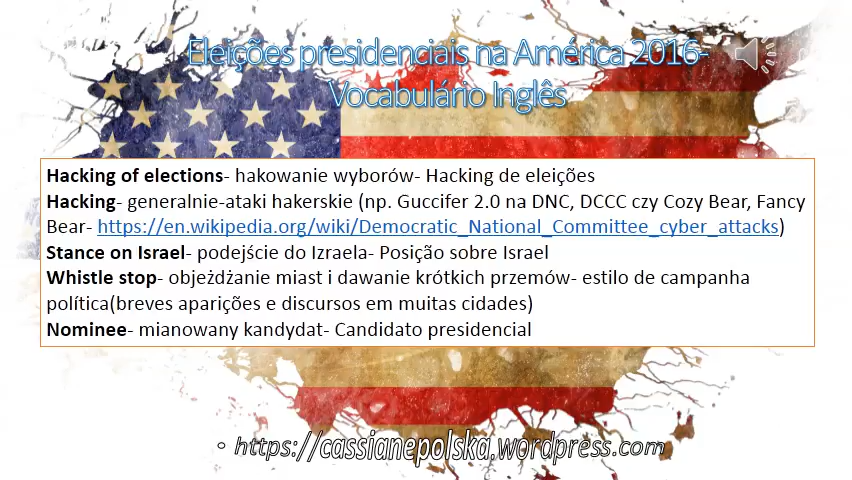 Eleições presidenciais na América 2016-
Vocabulário Inglês
Hacking of elections- hakowanie wyborów- Hacking de eleições
Hacking- generalnie-ataki hakerskie (np. Guccifer 2.0 na DNC, DCCC czy Cozy Bear, Fancy
Bear- https://en.wikipedia.org/wiki/Democratic_National_Committee_cyber_attacks)
Stance on Israel- podejście do Izraela- Posição sobre Israel
Whistle stop- objeżdżanie miast i dawanie krótkich przemów- estilo de campanha
política(breves aparições e discursos em muitas cidades)
Nominee- mianowany kandydat- Candidato presidencial
• https://cassianepolska.wordpress.com